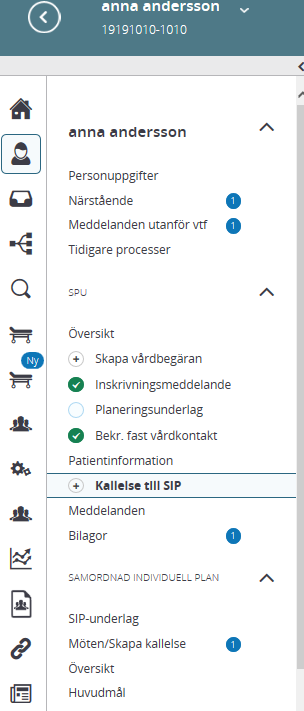 anna andersson
19191010-1010
anna andersson
Personuppgifter
Närstående 1
Meddelanden utanför vtf 1
Tidigare processer
SPU
Översikt
Skapa vårdbegäran
Ny
Inskrivningsmeddelande
Planeringsunderlag
Bekr. fast vårdkontakt
Patientinformation
Kallelse till SIP
Meddelanden
Bilagor 1
SAMORDNAD INDIVIDUELL PLAN
SIP-underlag
Möten/Skapa kallelse 1
Översikt
Huvudmål